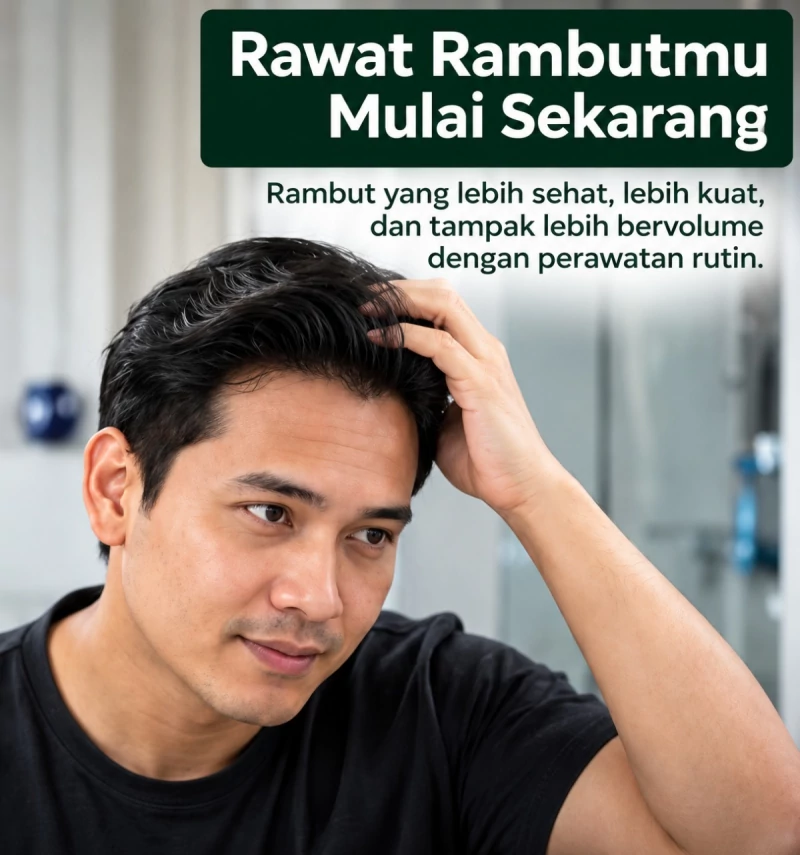 Rawat Rambutmu
Mulai Sekarang
Rambut yang lebih sehat, lebih kuat,
dan tampak lebih bervolume
dengan perawatan rutin.